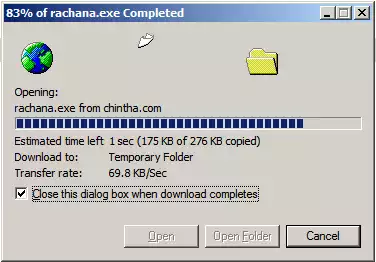 83% of rachana.exe Completed
Opening:
rachana.exe from chintha.com
Estimated time left 1 sec (175 KB of 276 KB copied)
Download to: Temporary Folder
Transfer rate: 69.8 KB/Sec
Close this dialog box when download completes
Open Open Folder Cancel